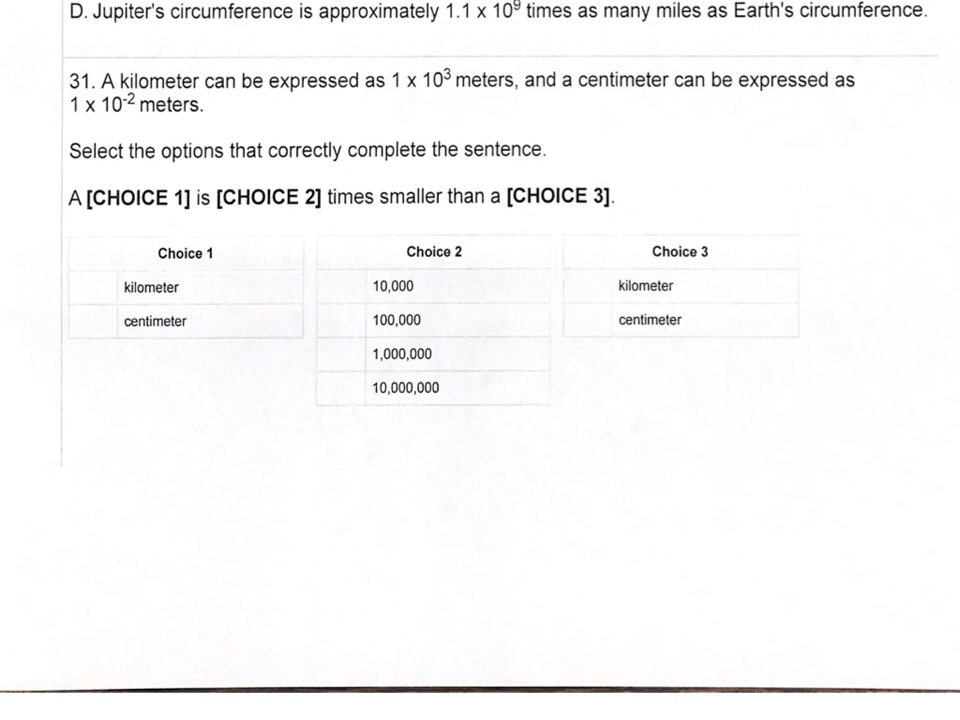 D. Jupiter's circumference is approximately 1.1 x 10⁹ times as many miles as Earth's circumference.
31. A kilometer can be expressed as 1 x 10³ meters, and a centimeter can be expressed as
1 x 10⁻² meters.
Select the options that correctly complete the sentence.
A [CHOICE 1] is [CHOICE 2] times smaller than a [CHOICE 3].
Choice 1
kilometer
centimeter
Choice 2
10,000
100,000
1,000,000
10,000,000
Choice 3
kilometer
centimeter